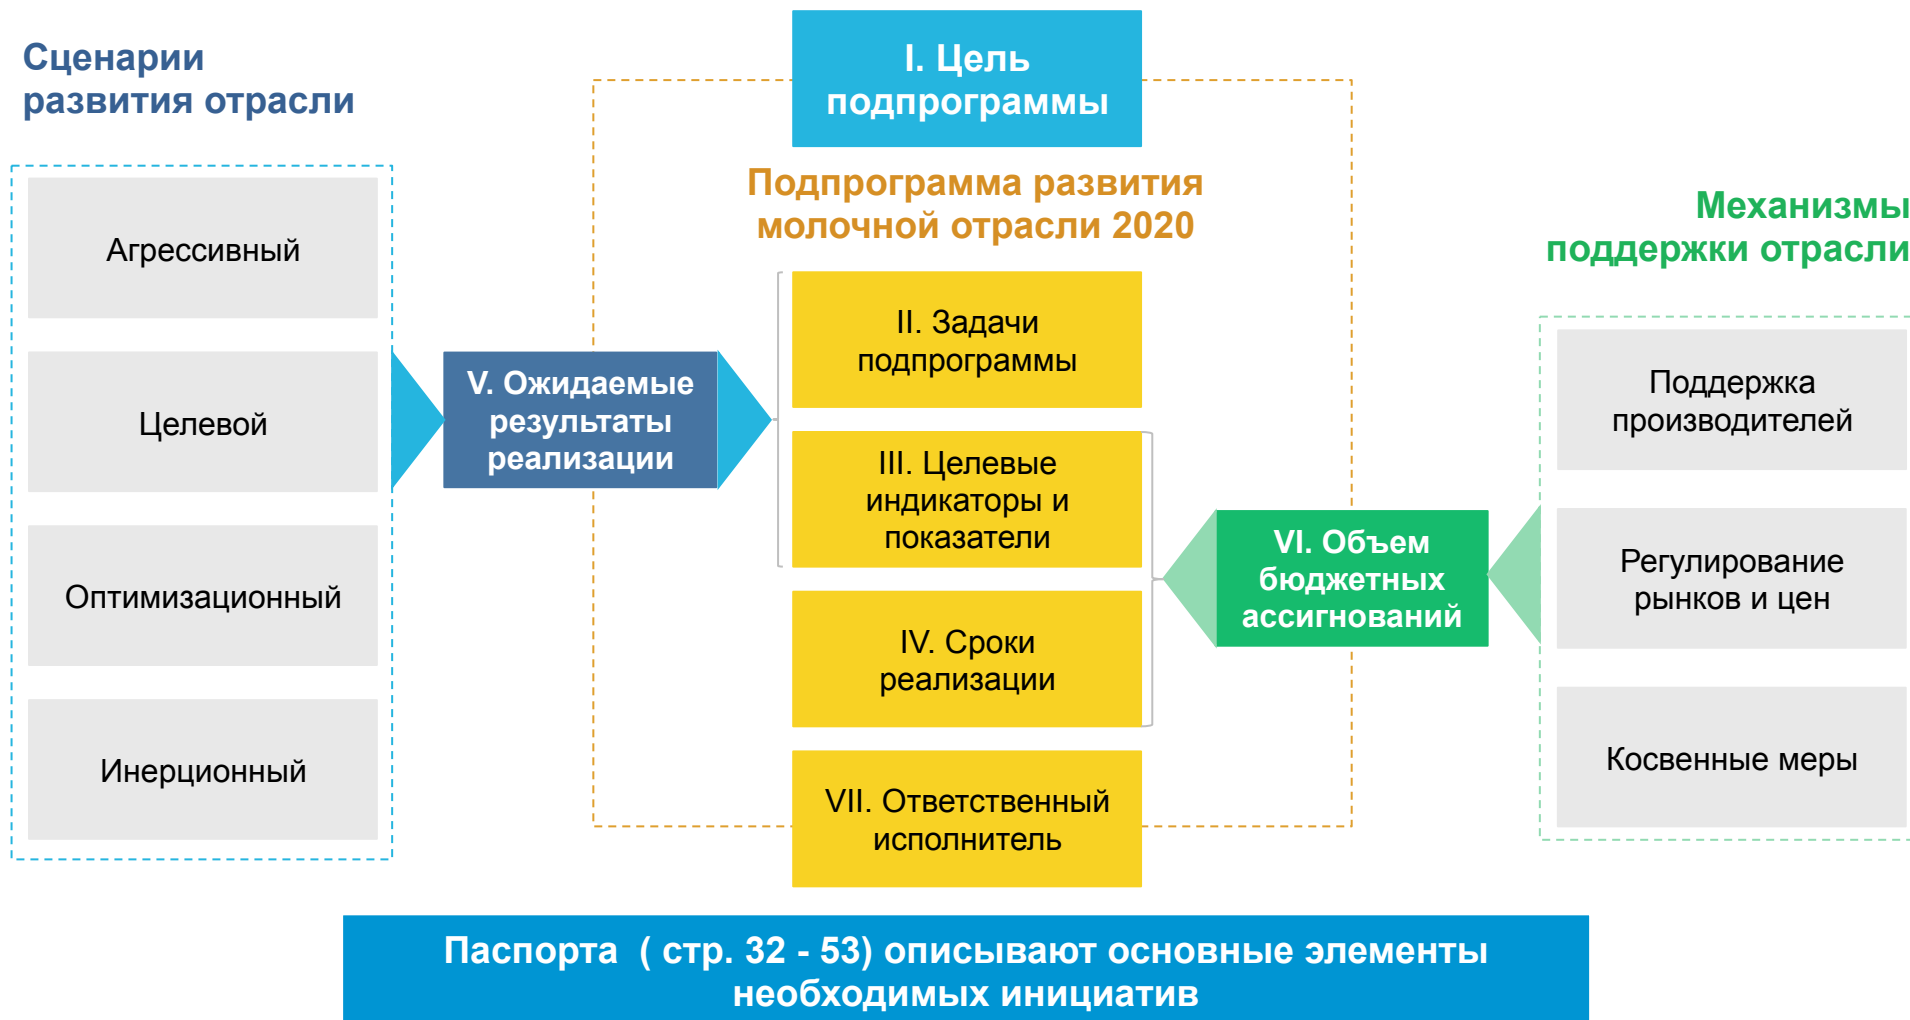 Сценарии
развития отрасли
Агрессивный
Целевой
Оптимизационный
Инерционный
V. Ожидаемые
результаты
реализации
I. Цель
подпрограммы
Подпрограмма развития
молочной отрасли 2020
II. Задачи
подпрограммы
III. Целевые
индикаторы и
показатели
IV. Сроки
реализации
VII. Ответственный
исполнитель
VI. Объем
бюджетных
ассигнований
Механизмы
поддержки отрасли
Поддержка
производителей
Регулирование
рынков и цен
Косвенные меры
Паспорта ( стр. 32 - 53) описывают основные элементы
необходимых инициатив